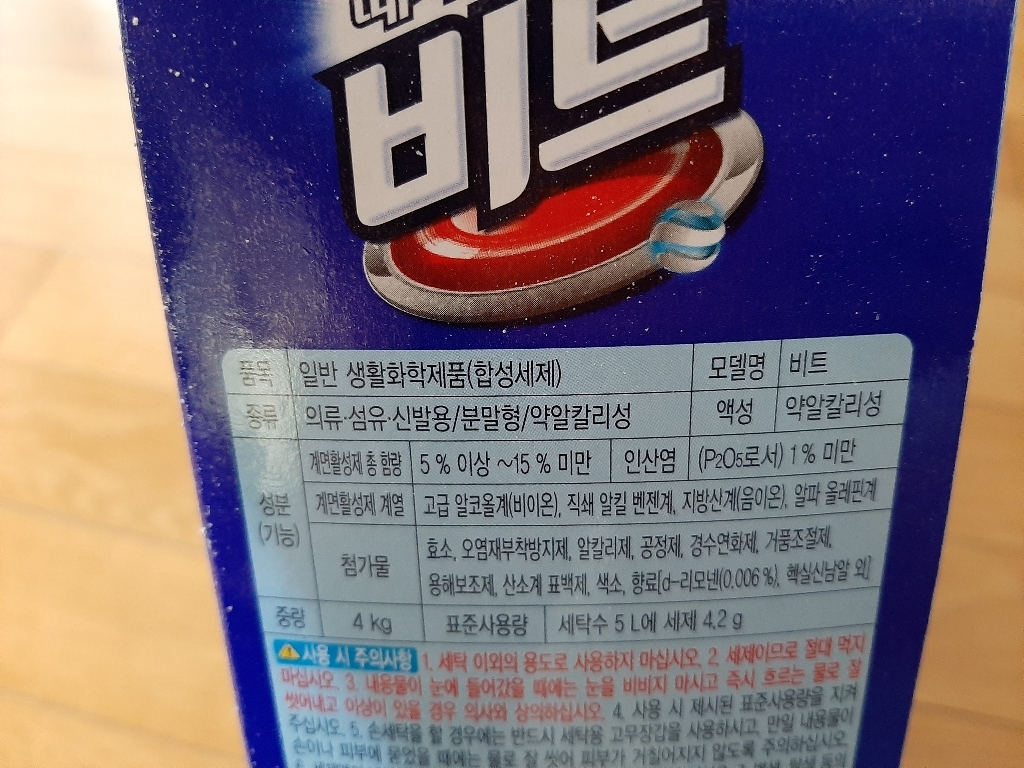 비트
품목 일반 생활화학제품(합성세제) 모델명 비트
종류 의류·섬유·신발용/분말형/약알칼리성 액성 약알칼리성
성분
(기능)
계면활성제 총 함량 5 % 이상 ~15 % 미만 인산염 (P2O5로서) 1 % 미만
계면활성제 계열 고급 알코올계(비이온), 직쇄 알킬 벤젠계, 지방산계(음이온), 알파 올레핀계
첨가물
효소, 오염재부착방지제, 알칼리제, 공정제, 경수연화제, 거품조절제,
용해보조제, 산소계 표백제, 색소, 향료[d-리모넨(0.006 %), 헥실신남알 외]
중량 4 kg 표준사용량 세탁수 5 L에 세제 4.2 g
사용 시 주의사항 1. 세탁 이외의 용도로 사용하지 마십시오. 2. 세제이므로 절대 먹지
마십시오. 3. 내용물이 눈에 들어갔을 때에는 눈을 비비지 마시고 즉시 흐르는 물로 잘
씻어내고 이상이 있을 경우 의사와 상의하십시오. 4. 사용 시 제시된 표준사용량을 지켜
주십시오. 5. 손세탁을 할 경우에는 반드시 세탁용 고무장갑을 사용하시고, 만일 내용물이
손이나 피부에 묻었을 때에는 물로 잘 씻어 피부가 거칠어지지 않도록 주의하십시오.